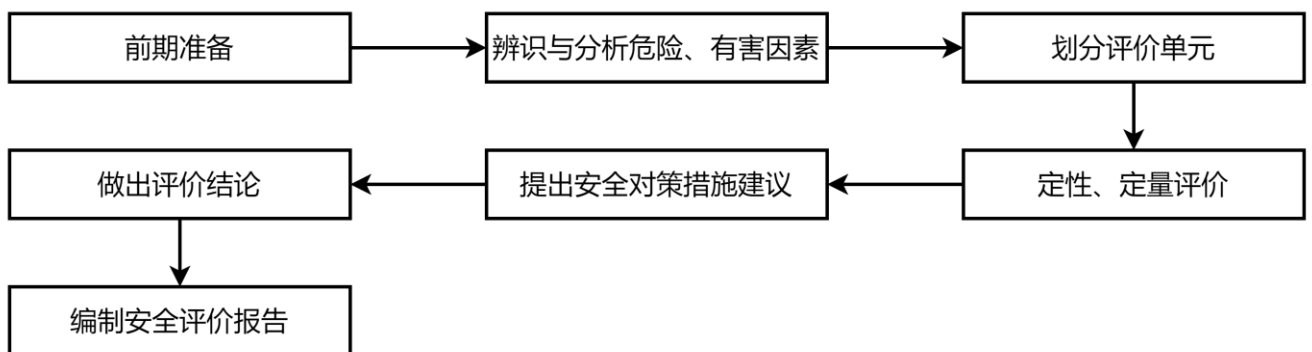 前期准备
辨识与分析危险、有害因素
划分评价单元
定性、定量评价
提出安全对策措施建议
做出评价结论
编制安全评价报告